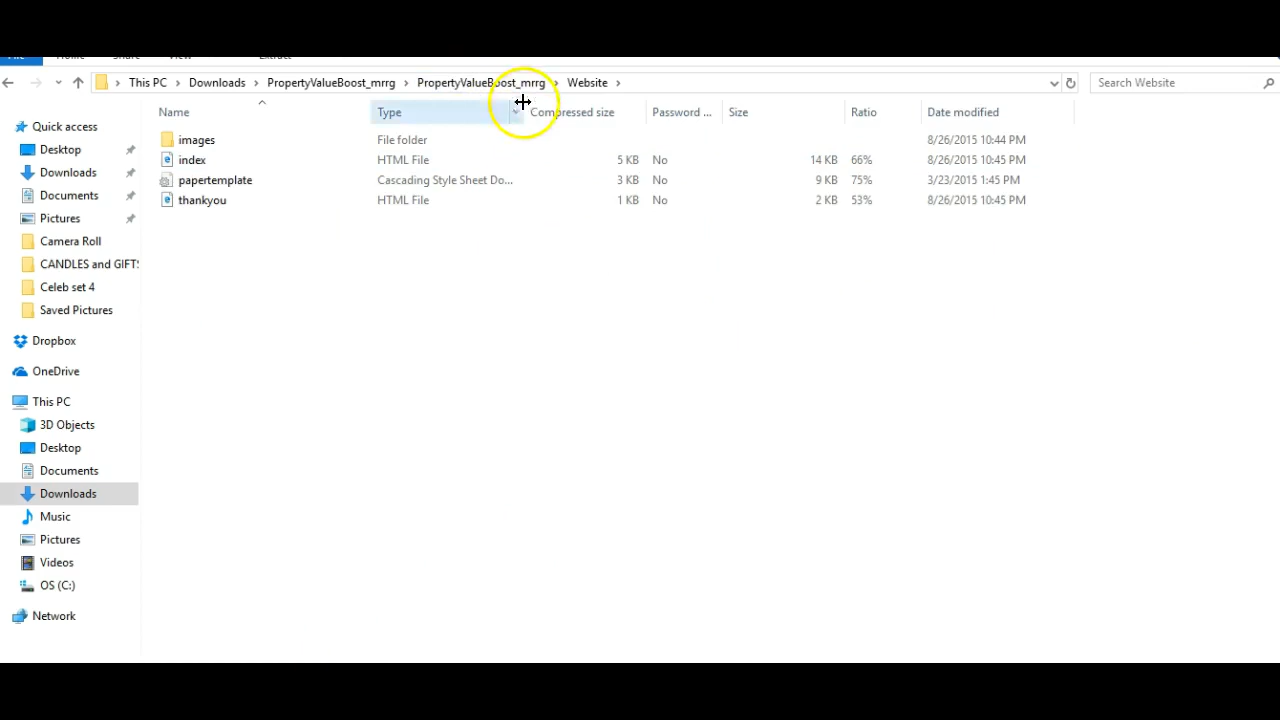 File Home Share View Extract
This PC > Downloads > PropertyValueBoost_mrrg > PropertyValueBoost_mrrg > Website >
Search Website
Name Type Compressed size Password ... Size Ratio Date modified
images File folder 8/26/2015 10:44 PM
index HTML File 5 KB No 14 KB 66% 8/26/2015 10:45 PM
papertemplate Cascading Style Sheet Do... 3 KB No 9 KB 75% 3/23/2015 1:45 PM
thankyou HTML File 1 KB No 2 KB 53% 8/26/2015 10:45 PM
Quick access
Desktop
Downloads
Documents
Pictures
Camera Roll
CANDLES and GIFTS
Celeb set 4
Saved Pictures
Dropbox
OneDrive
This PC
3D Objects
Desktop
Documents
Downloads
Music
Pictures
Videos
OS (C:)
Network